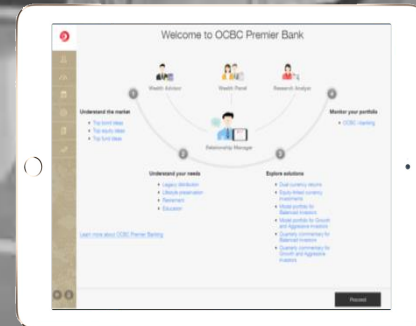 Welcome to OCBC Premier Bank
Wealth Advisor
Wealth Panel
Research Analyst
1
4
Understand the market
Top bond ideas
Top equity ideas
Top fund ideas
Monitor your portfolio
OCBC
Relationship Manager
2
3
Understand your needs
Legacy distribution
Lifestyle preservation
Retirement
Education
Explore solutions
Dual currency returns
Equity linked currency
investments
Model portfolio for
Balanced Investors
Model portfolio for Growth
and Aggressive Investors
Quarterly commentary for
Balanced Investors
Quarterly commentary for
Growth and Aggressive
Investors
Learn more about OCBC Premier Banking
Proceed